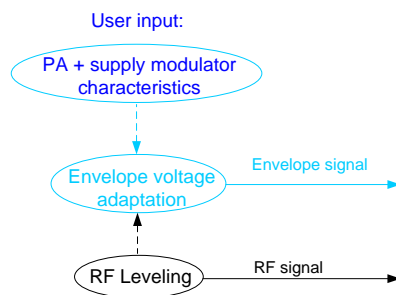 User input:
PA + supply modulator
characteristics
Envelope voltage
adaptation
Envelope signal
RF Leveling
RF signal